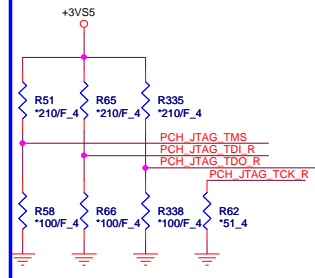 +3VS5
R51 R65 R335
*210/F_4 *210/F_4 *210/F_4
PCH_JTAG_TMS
PCH_JTAG_TDI_R
PCH_JTAG_TDO_R
PCH_JTAG_TCK_R
R58 R66 R338 R62
*100/F_4 *100/F_4 *100/F_4 *51_4